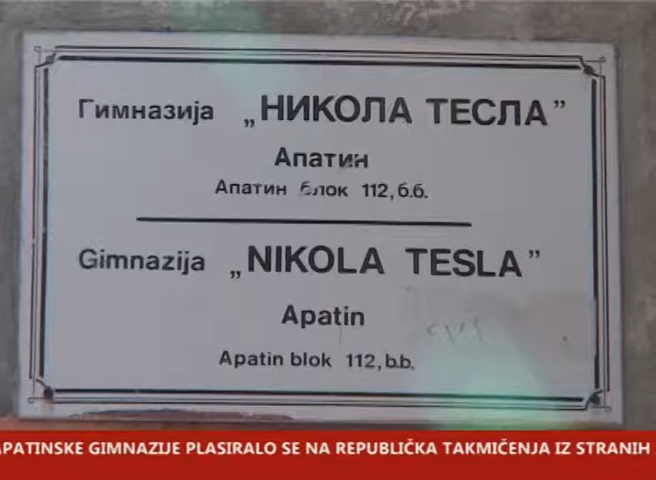 Гимназија „НИКОЛА ТЕСЛА”
Апатин
Апатин блок 112, б.б.
Gimnazija „NIKOLA TESLA”
Apatin
Apatin blok 112, b.b.
PATINSKE GIMNAZIJE PLASIRALO SE NA REPUBLIČKA TAKMIČENJA IZ STRANIH